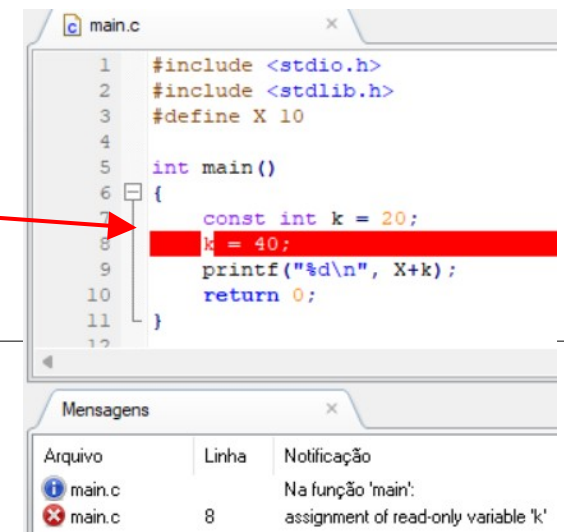 main.c
1 #include <stdio.h>
2 #include <stdlib.h>
3 #define X 10
4
5 int main()
6 {
7 const int k = 20;
8 k = 40;
9 printf("%d\n", X+k);
10 return 0;
11 }
12
Mensagens
Arquivo Linha Notificação
main.c Na função 'main':
main.c 8 assignment of read-only variable 'k'